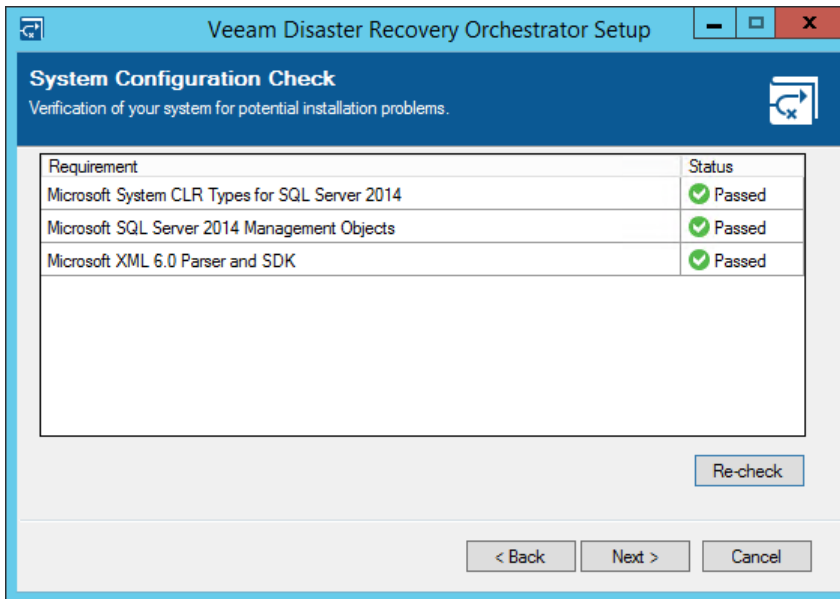 Veeam Disaster Recovery Orchestrator Setup
System Configuration Check
Verification of your system for potential installation problems.
Requirement Status
Microsoft System CLR Types for SQL Server 2014 Passed
Microsoft SQL Server 2014 Management Objects Passed
Microsoft XML 6.0 Parser and SDK Passed
Re-check
< Back Next > Cancel